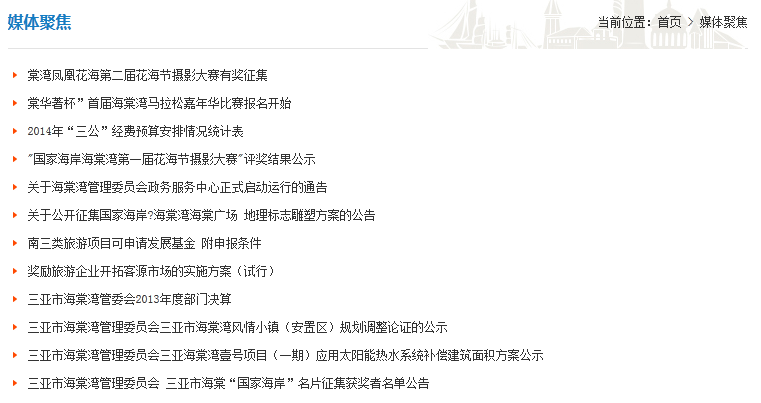 媒体聚焦
当前位置：首页 > 媒体聚焦
棠湾凤凰花海第二届花海节摄影大赛有奖征集
棠华著杯”首届海棠湾马拉松嘉年华比赛报名开始
2014年“三公”经费预算安排情况统计表
"国家海岸海棠湾第一届花海节摄影大赛"评奖结果公示
关于海棠湾管理委员会政务服务中心正式启动运行的通告
关于公开征集国家海岸?海棠湾海棠广场 地理标志雕塑方案的公告
南三类旅游项目可申请发展基金 附申报条件
奖励旅游企业开拓客源市场的实施方案（试行）
三亚市海棠湾管委会2013年度部门决算
三亚市海棠湾管理委员会三亚市海棠湾风情小镇（安置区）规划调整论证的公示
三亚市海棠湾管理委员会三亚海棠湾壹号项目（一期）应用太阳能热水系统补偿建筑面积方案公示
三亚市海棠湾管理委员会 三亚市海棠“国家海岸”名片征集获奖者名单公告